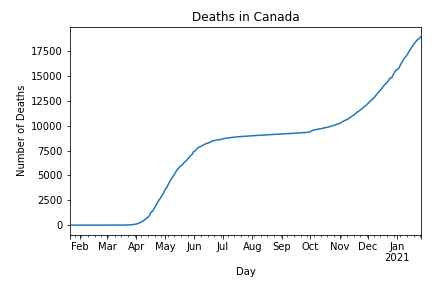 Deaths in Canada
Number of Deaths
17500
15000
12500
10000
7500
5000
2500
0
Feb Mar Apr May Jun Jul Aug Sep Oct Nov Dec Jan
2021
Day